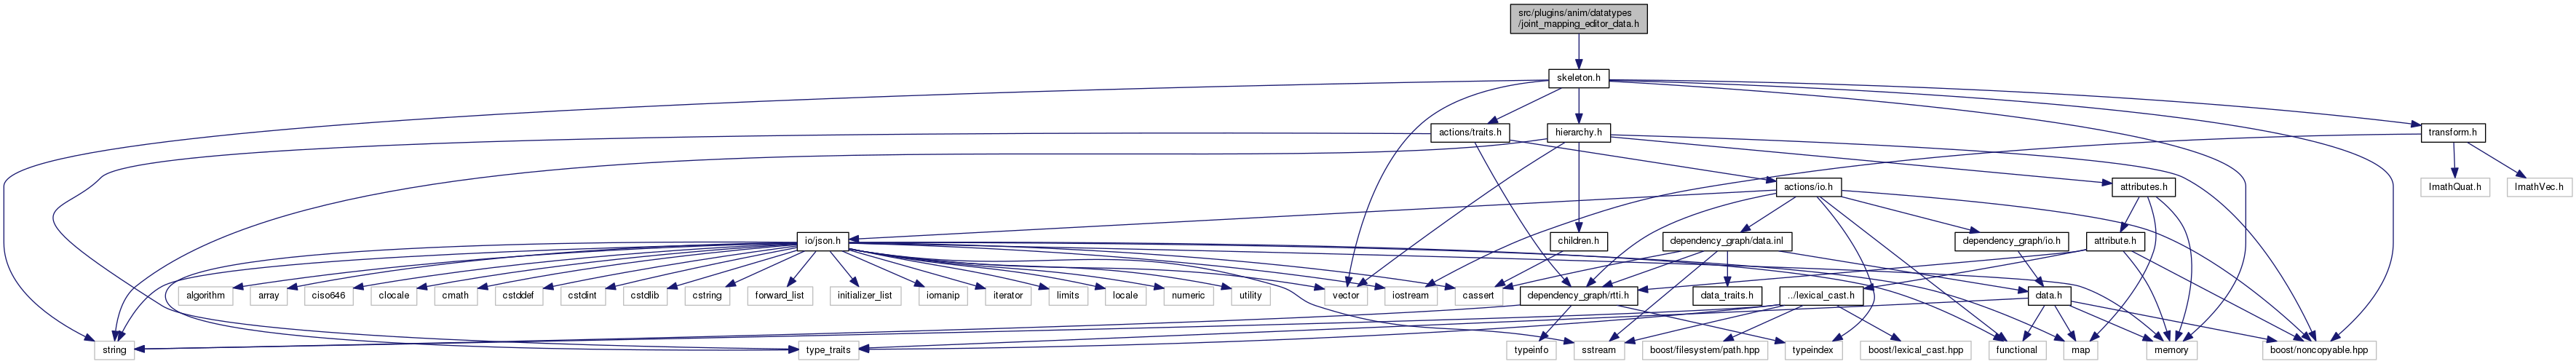 src/plugins/anim/datatypes
/joint_mapping_editor_data.h
skeleton.h
actions/traits.h
hierarchy.h
transform.h
actions/io.h
attributes.h
ImathQuat.h
ImathVec.h
io/json.h
children.h
dependency_graph/data.inl
dependency_graph/io.h
attribute.h
algorithm
array
ciso646
clocale
cmath
cstddef
cstdint
cstdlib
cstring
forward_list
initializer_list
iomanip
iterator
limits
locale
numeric
utility
vector
iostream
cassert
dependency_graph/rtti.h
data_traits.h
../lexical_cast.h
data.h
string
type_traits
typeinfo
sstream
boost/filesystem/path.hpp
typeindex
boost/lexical_cast.hpp
functional
map
memory
boost/noncopyable.hpp